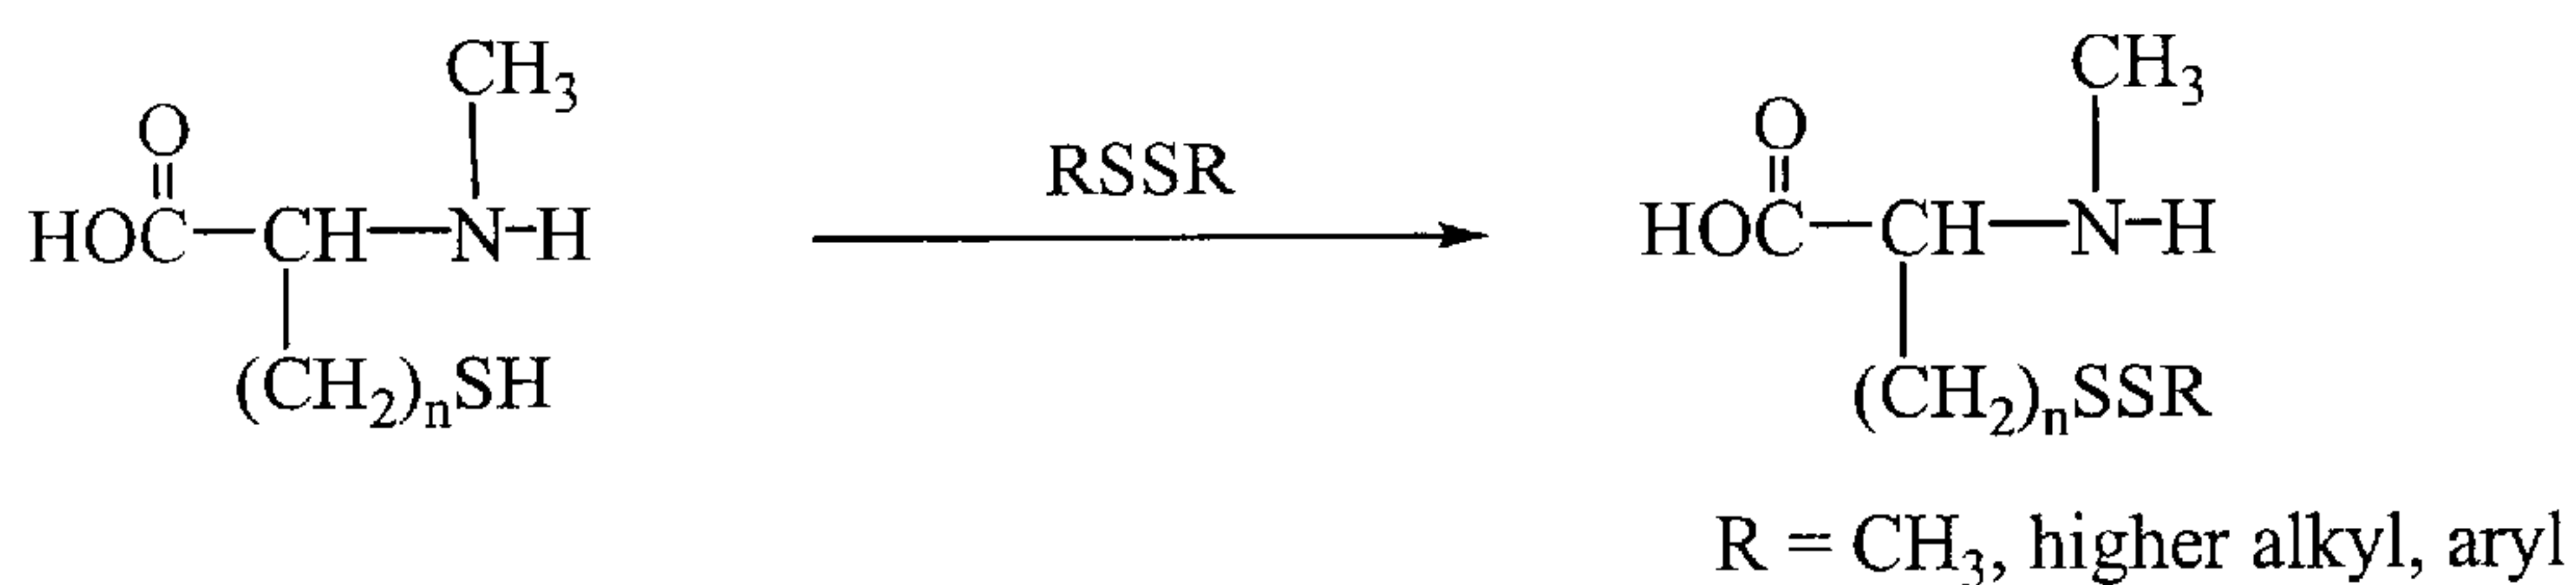 CH3 CH3
O O
RSSR
HOC—CH—N-H HOC—CH—N-H
(CH2)nSH (CH2)nSSR
R = CH3, higher alkyl, aryl